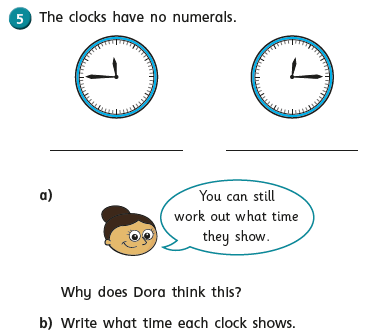 5 The clocks have no numerals.
a)
You can still
work out what time
they show.
Why does Dora think this?
b) Write what time each clock shows.